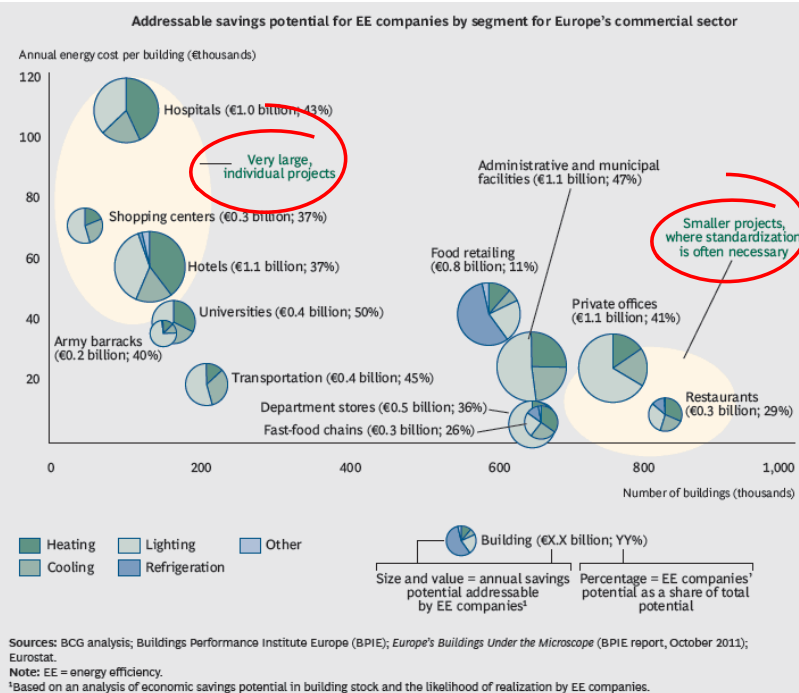 Addressable savings potential for EE companies by segment for Europe's commercial sector
Annual energy cost per building (€thousands)
120
100
80
60
40
20
Hospitals (€1.0 billion; 43%)
Very large,
individual projects
Shopping centers (€0.3 billion; 37%)
Hotels (€1.1 billion; 37%)
Universities (€0.4 billion; 50%)
Army barracks
(€0.2 billion; 40%)
Transportation (€0.4 billion; 45%)
Administrative and municipal
facilities (€1.1 billion; 47%)
Food retailing
(€0.8 billion; 11%)
Smaller projects,
where standardization
is often necessary
Private offices
(€1.1 billion; 41%)
Restaurants
(€0.3 billion; 29%)
Department stores (€0.5 billion; 36%)
Fast-food chains (€0.3 billion; 26%)
0
200
400
600
800
1,000
Number of buildings (thousands)
Heating
Lighting
Other
Cooling
Refrigeration
Building (€X.X billion; YY%)
Size and value = annual savings
potential addressable
by EE companies¹
Percentage = EE companies'
potential as a share of total
potential
Sources: BCG analysis; Buildings Performance Institute Europe (BPIE); Europe's Buildings Under the Microscope (BPIE report, October 2011);
Eurostat.
Note: EE = energy efficiency.
¹Based on an analysis of economic savings potential in building stock and the likelihood of realization by EE companies.